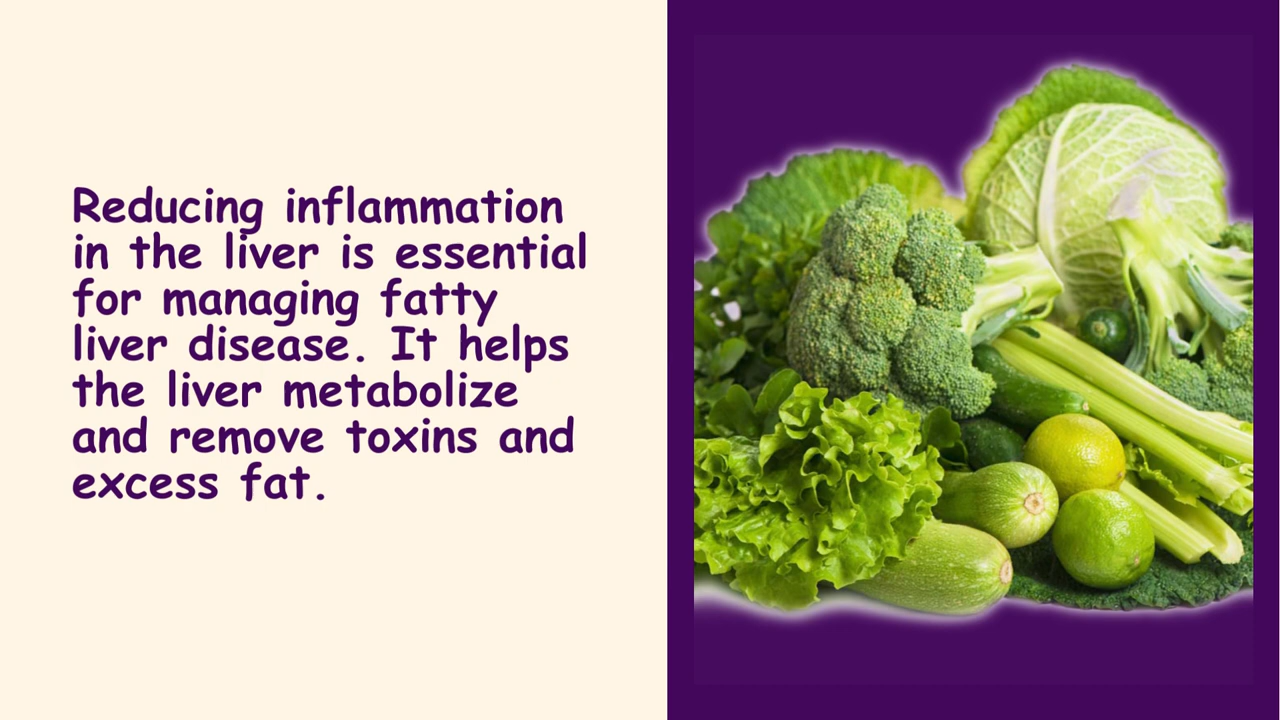 Reducing inflammation
in the liver is essential
for managing fatty
liver disease. It helps
the liver metabolize
and remove toxins and
excess fat.